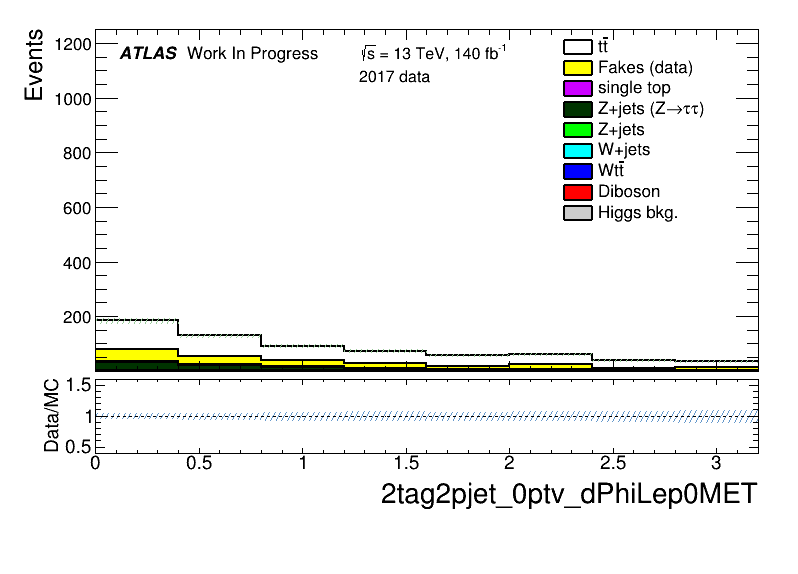 ATLAS Work In Progress
√s = 13 TeV, 140 fb⁻¹
2017 data
Events
1200
1000
800
600
400
200
tt̄
Fakes (data)
single top
Z+jets (Z→ττ)
Z+jets
W+jets
Wtt̄
Diboson
Higgs bkg.
Data/MC
1.5
1
0.5
0 0.5 1 1.5 2 2.5 3
2tag2pjet_0ptv_dPhiLep0MET